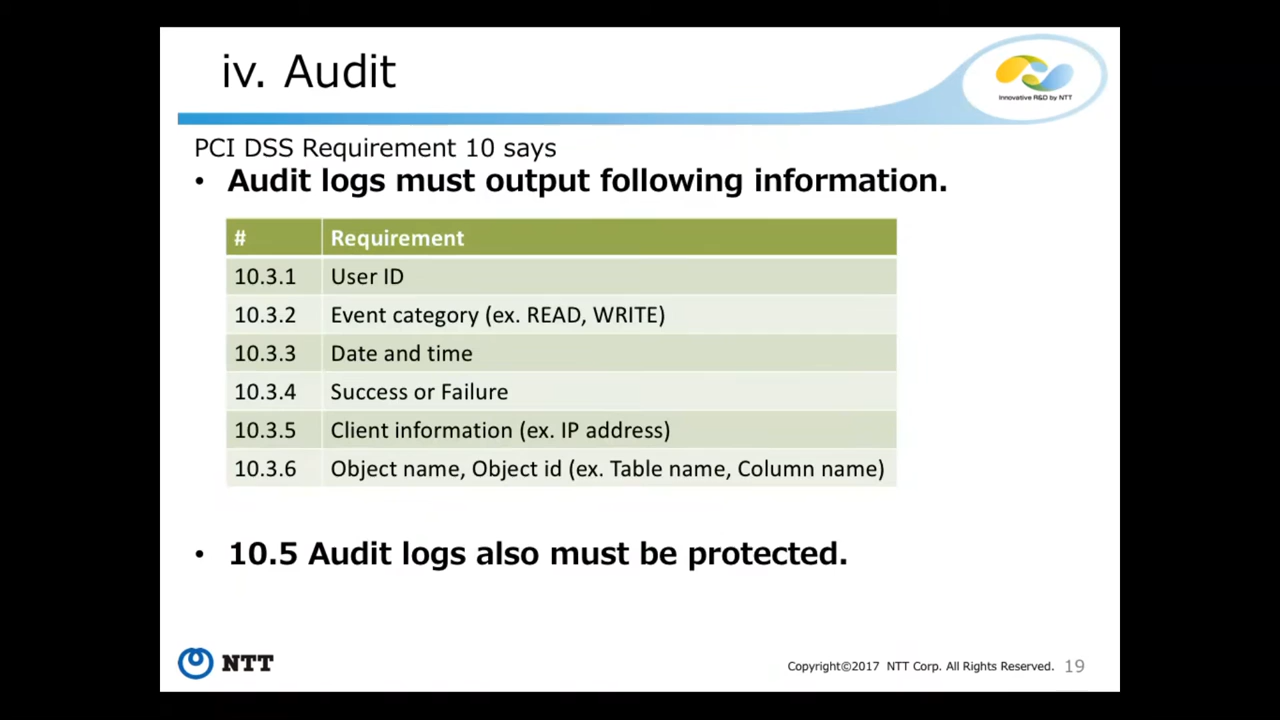 iv. Audit
Innovative R&D by NTT
PCI DSS Requirement 10 says
• Audit logs must output following information.
# Requirement
10.3.1 User ID
10.3.2 Event category (ex. READ, WRITE)
10.3.3 Date and time
10.3.4 Success or Failure
10.3.5 Client information (ex. IP address)
10.3.6 Object name, Object id (ex. Table name, Column name)
• 10.5 Audit logs also must be protected.
NTT
Copyright©2017 NTT Corp. All Rights Reserved. 19